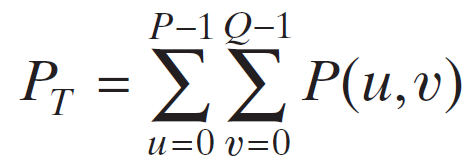 P_T = \sum_{u=0}^{P-1} \sum_{v=0}^{Q-1} P(u,v)